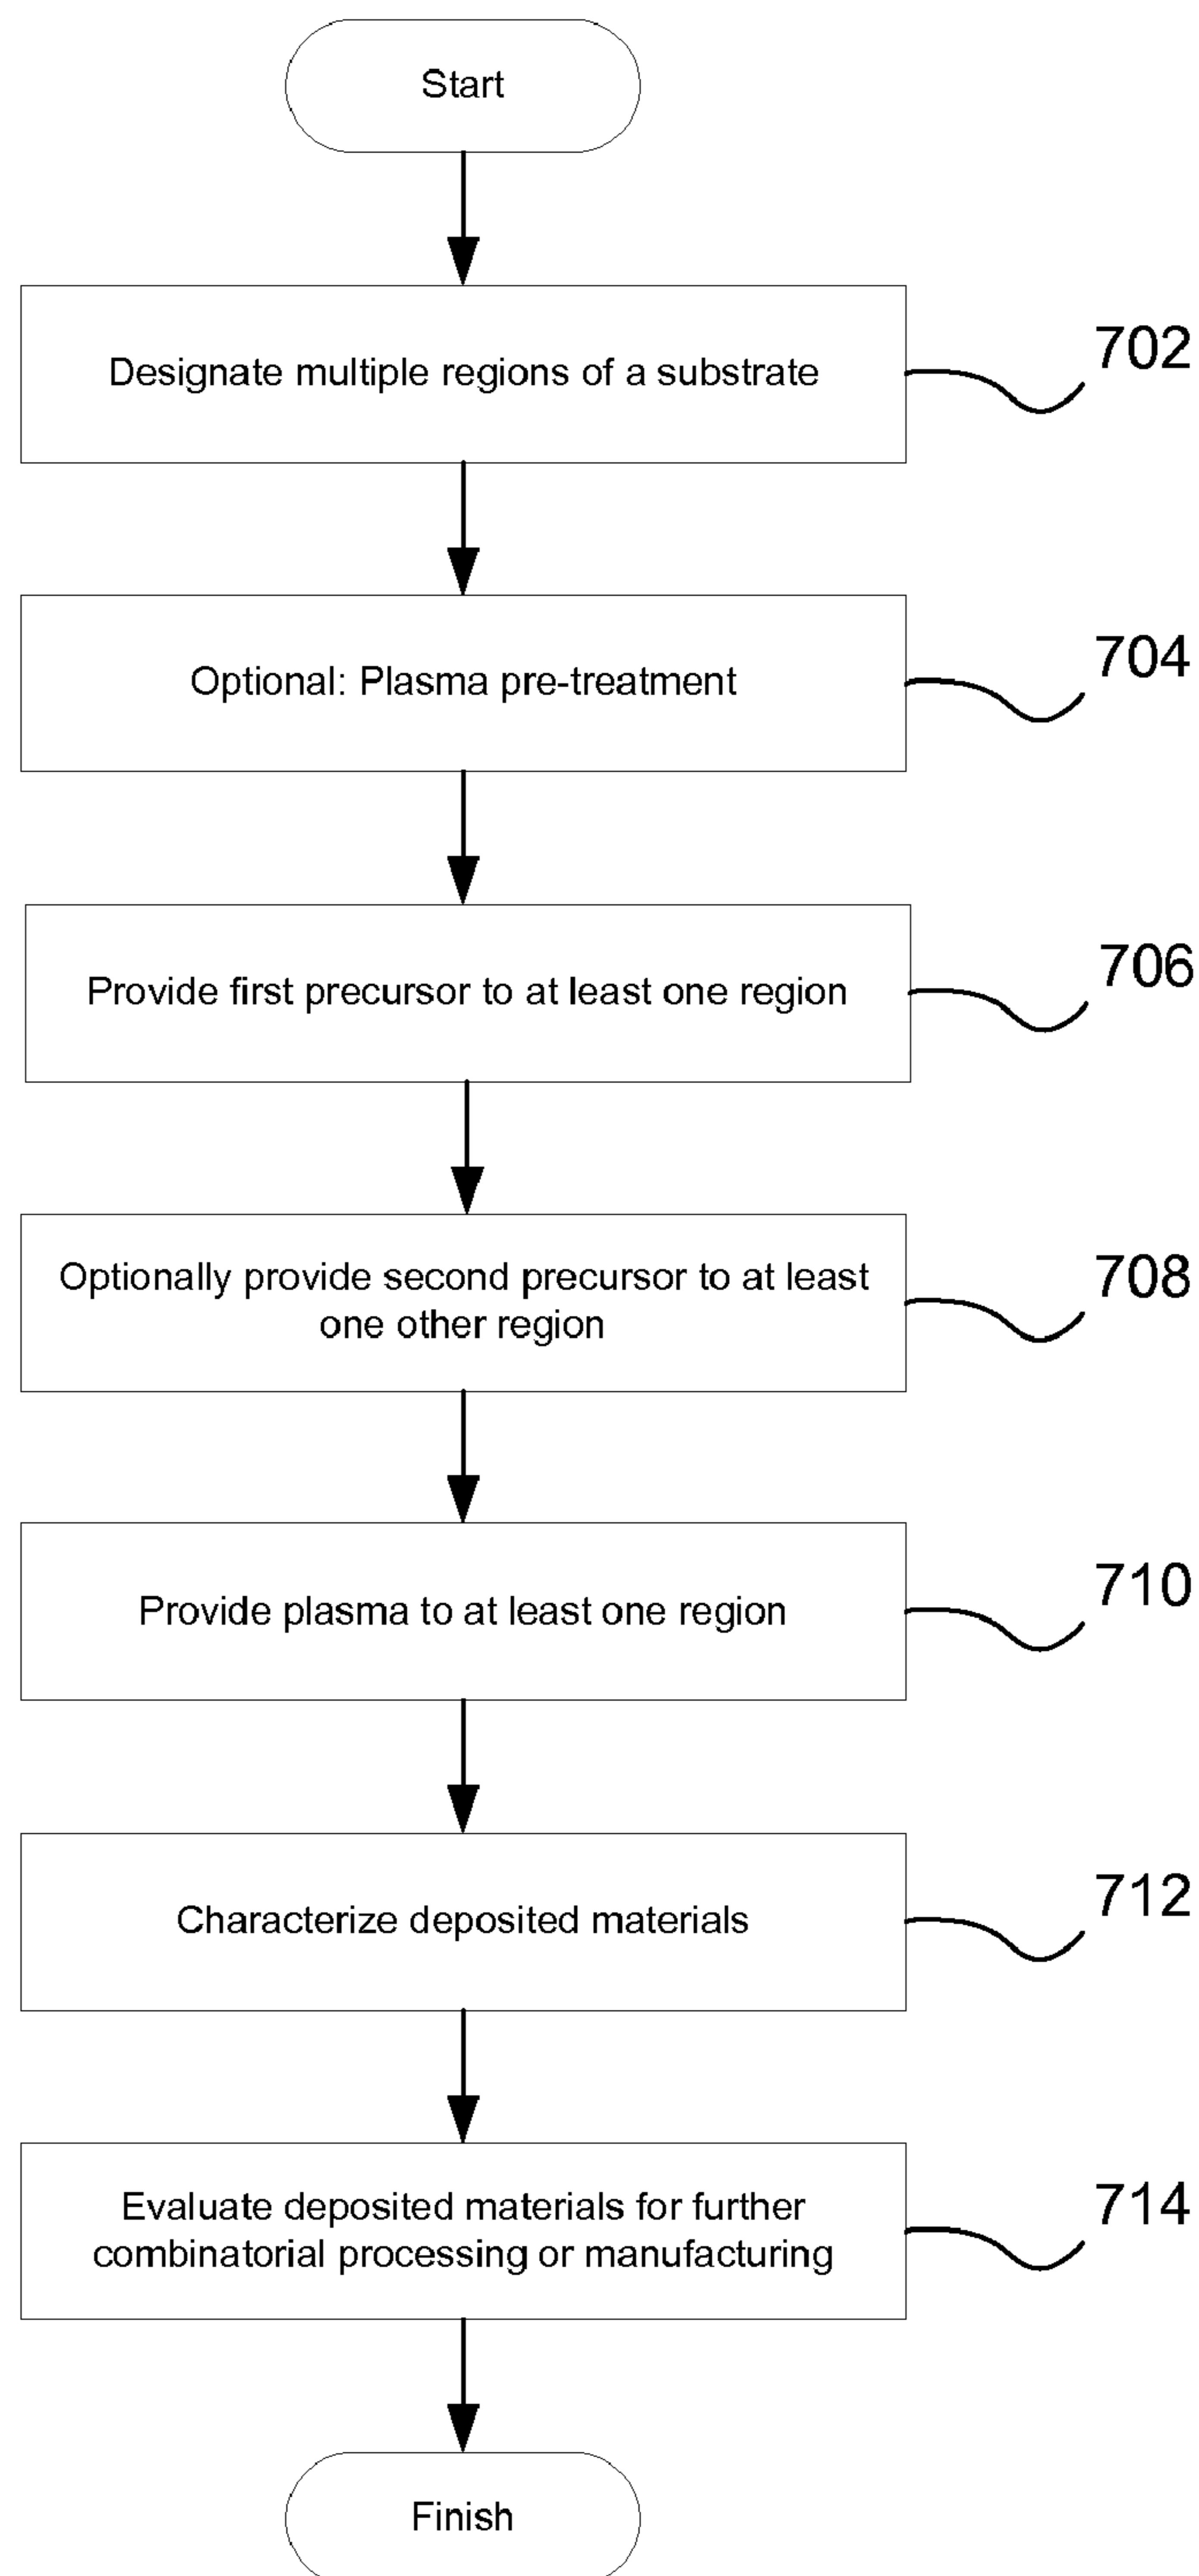 Start
Designate multiple regions of a substrate
702
Optional: Plasma pre-treatment
704
Provide first precursor to at least one region
706
Optionally provide second precursor to at least
one other region
708
Provide plasma to at least one region
710
Characterize deposited materials
712
Evaluate deposited materials for further
combinatorial processing or manufacturing
714
Finish